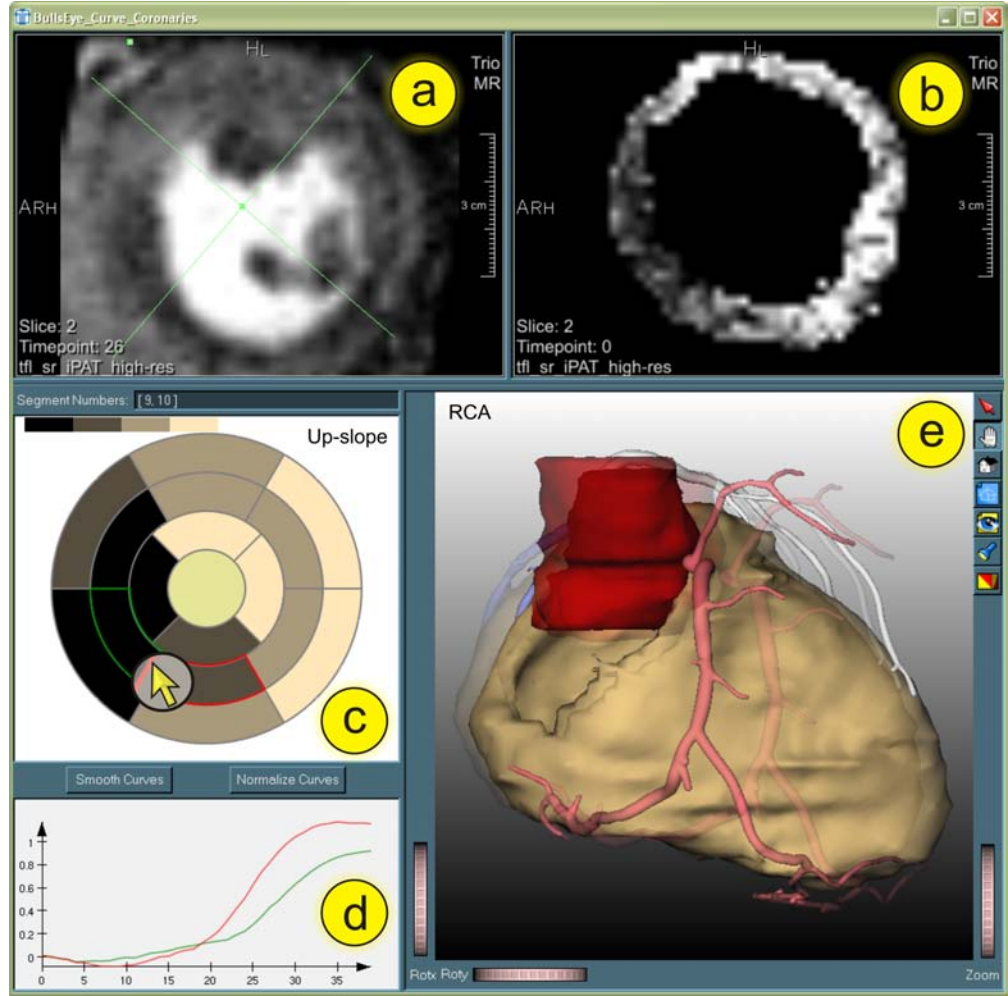 BullsEye_Curve_Coronaries
HL
Trio
MR
a
ARH
3 cm
Slice: 2
Timepoint: 26
tfl_sr_iPAT_high-res
HL
Trio
MR
b
ARH
3 cm
Slice: 2
Timepoint: 0
tfl_sr_iPAT_high-res
Segment Numbers: [ 9, 10 ]
Up-slope
c
Smooth Curves
Normalize Curves
1
0.8
0.6
0.4
0.2
0
0 5 10 15 20 25 30 35
d
RCA
e
Rotx Roty
Zoom